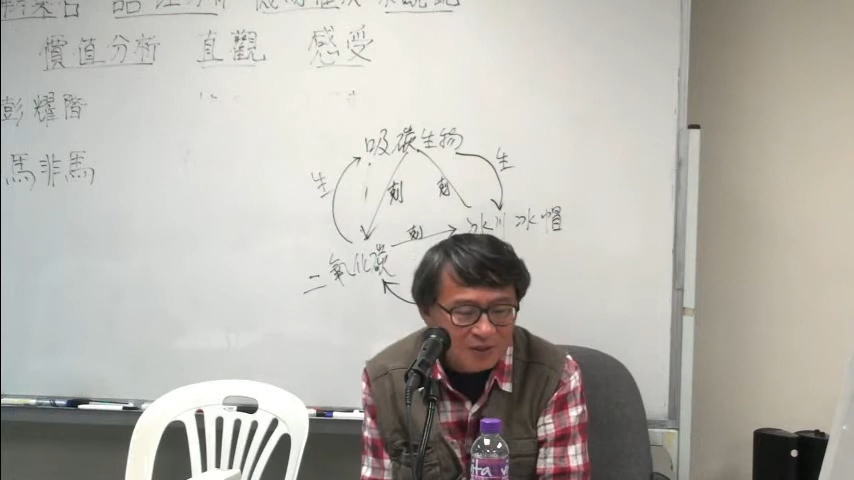 價值分析 直觀 感受
彭耀階
馬非馬
吸碳生物
生 生
剋 剋
冰川冰帽
剋
二氧化碳